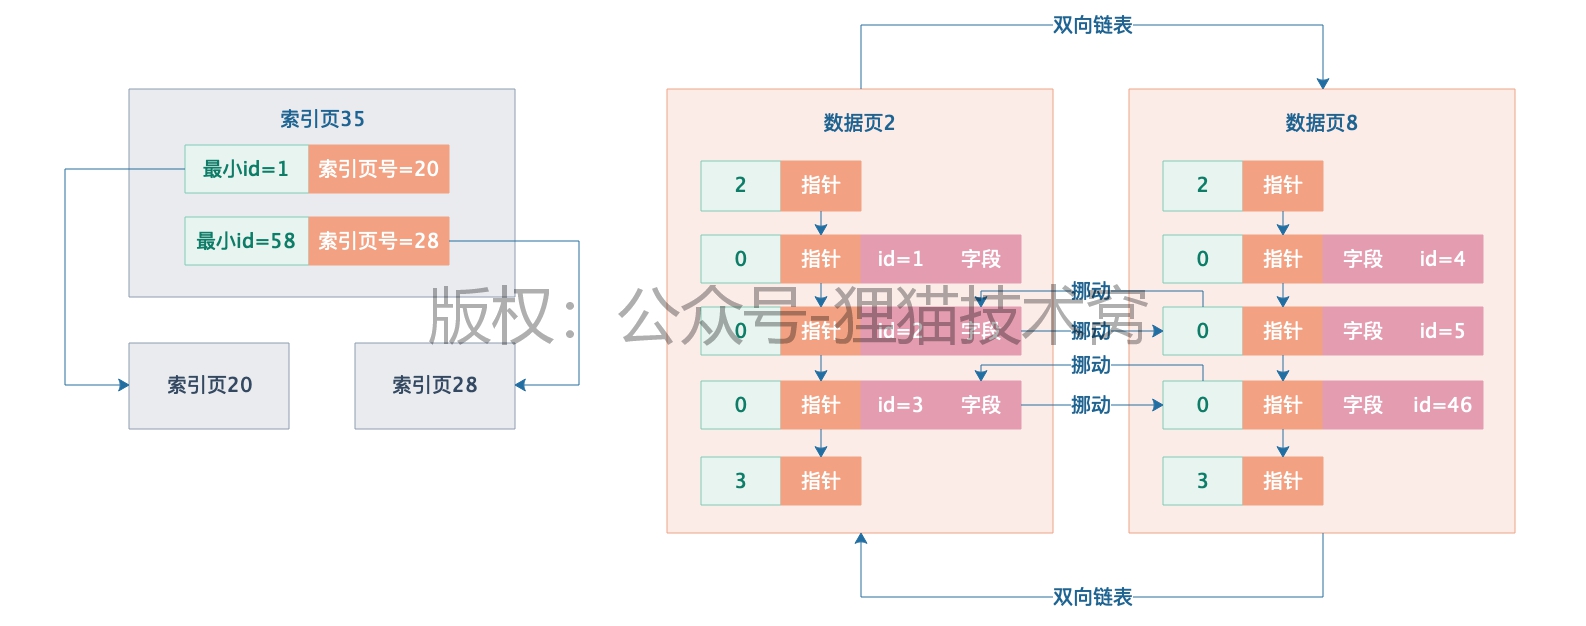 双向链表
索引页35
最小id=1 索引页号=20
最小id=58 索引页号=28
索引页20
索引页28
数据页2
2 指针
0 指针 id=1 字段
0 指针 id=2 字段
0 指针 id=3 字段
3 指针
挪动
挪动
挪动
挪动
数据页8
2 指针
0 指针 字段 id=4
0 指针 字段 id=5
0 指针 字段 id=46
3 指针
双向链表
版权：公众号-狸猫技术窝